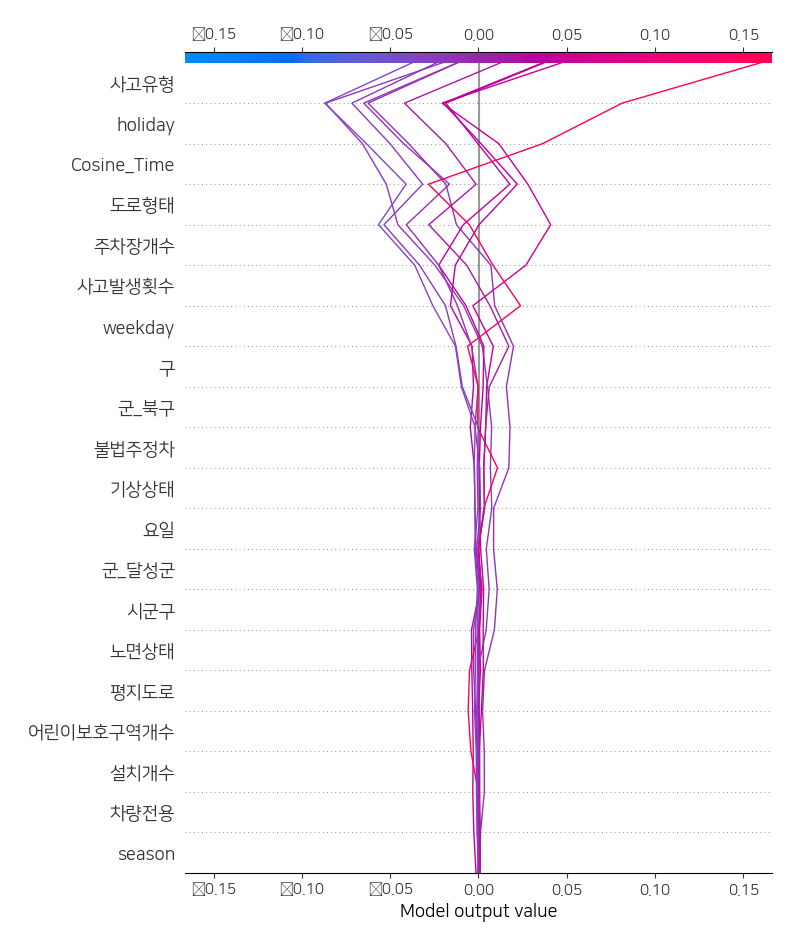 0.15 0.10 0.05 0.00 0.05 0.10 0.15
사고유형
holiday
Cosine_Time
도로형태
주차장개수
사고발생횟수
weekday
구
군_북구
불법주정차
기상상태
요일
군_달성군
시군구
노면상태
평지도로
어린이보호구역개수
설치개수
차량전용
season
0.15 0.10 0.05 0.00 0.05 0.10 0.15
Model output value